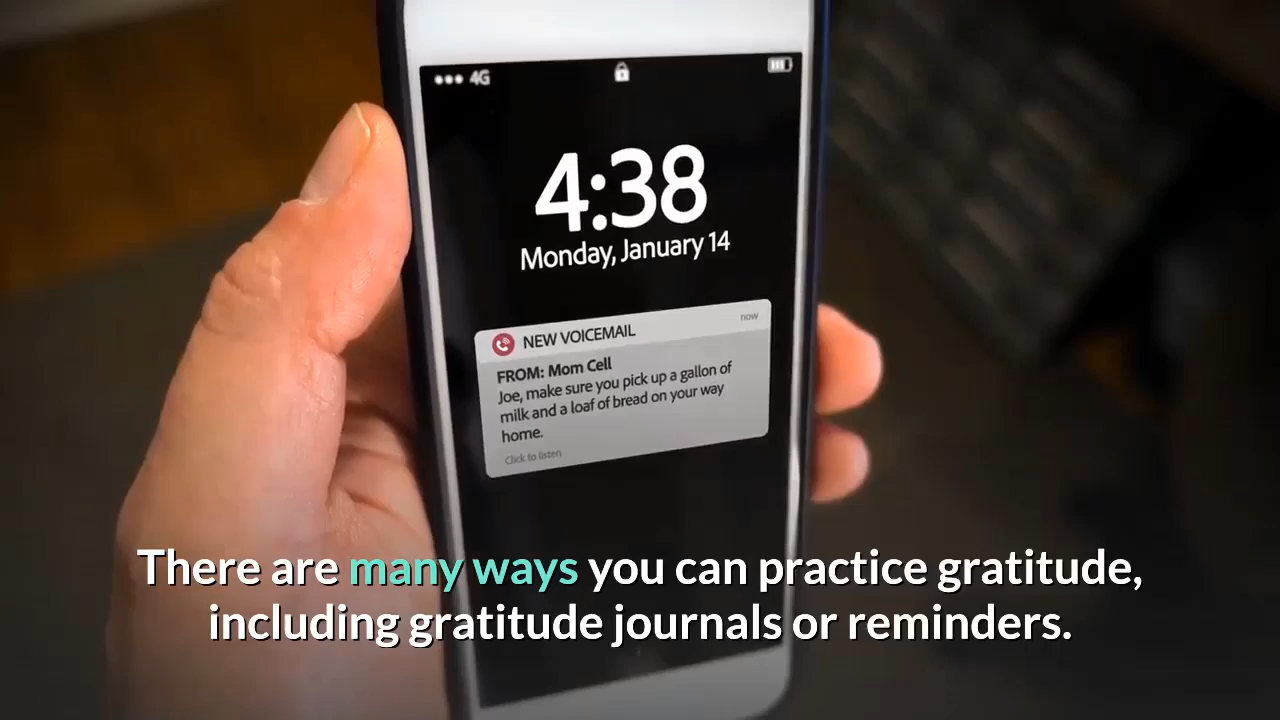 4G
4:38
Monday, January 14
NEW VOICEMAIL
now
FROM: Mom Cell
Joe, make sure you pick up a gallon of
milk and a loaf of bread on your way
home.
Click to listen
There are many ways you can practice gratitude,
including gratitude journals or reminders.